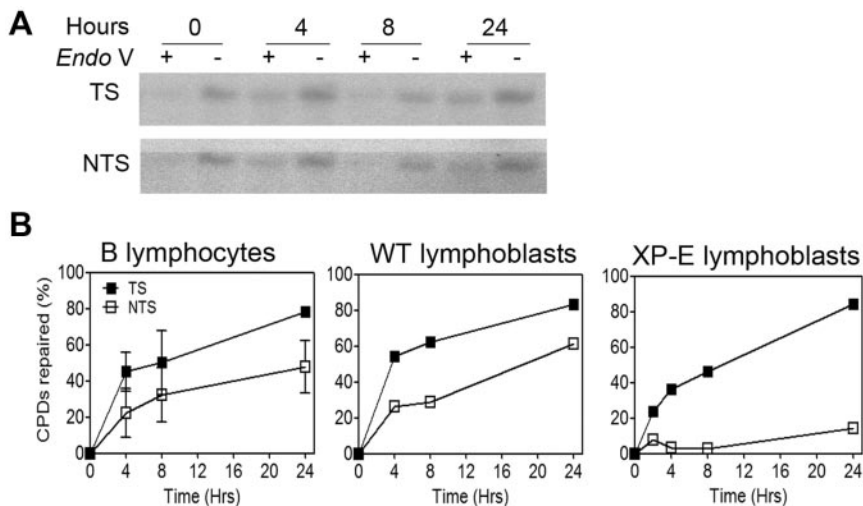 A
Hours 0 4 8 24
Endo V + - + - + - + -
TS
NTS
B
B lymphocytes WT lymphoblasts XP-E lymphoblasts
CPDs repaired (%)
100 80 60 40 20 0
TS
NTS
0 4 8 12 16 20 24
Time (Hrs)
100 80 60 40 20 0
0 4 8 12 16 20 24
Time (Hrs)
100 80 60 40 20 0
0 4 8 12 16 20 24
Time (Hrs)